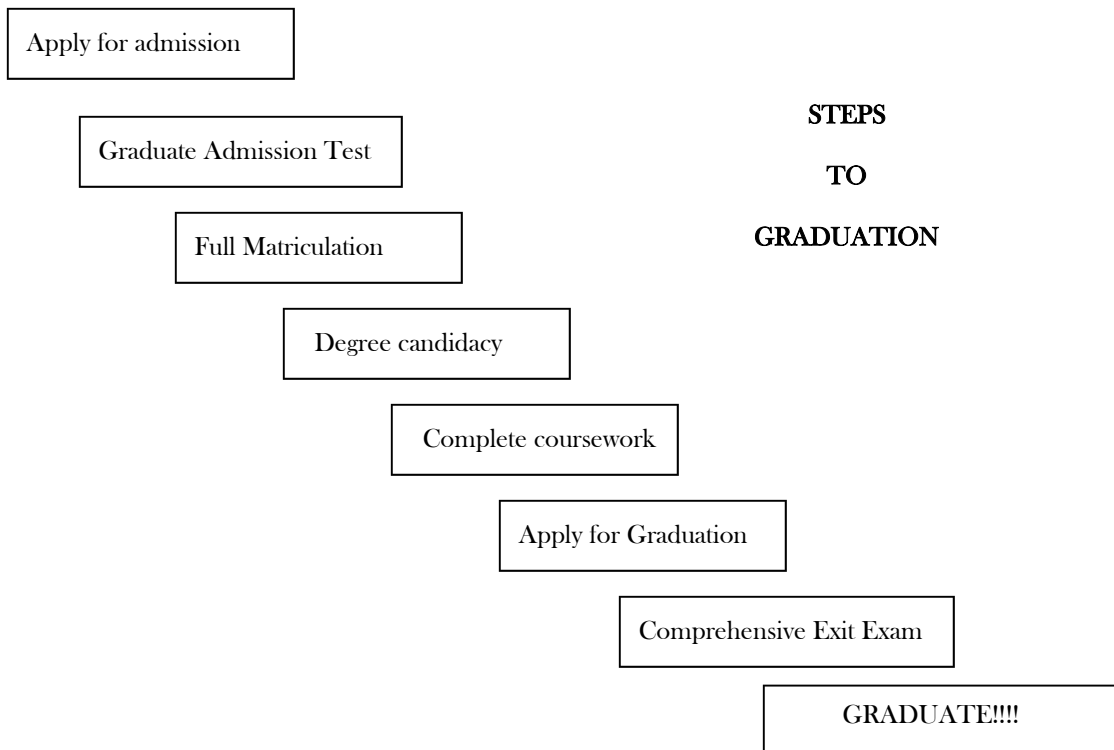 Apply for admission
STEPS
Graduate Admission Test
TO
GRADUATION
Full Matriculation
Degree candidacy
Complete coursework
Apply for Graduation
Comprehensive Exit Exam
GRADUATE!!!!